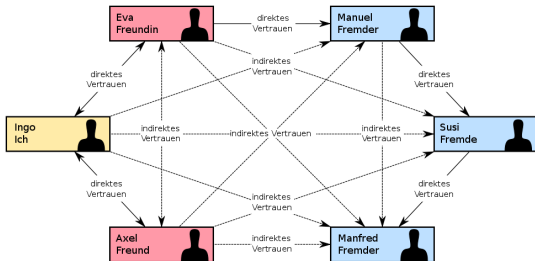 Eva
Freundin
direktes
Vertrauen
Manuel
Fremder
direktes
Vertrauen
indirektes
Vertrauen
direktes
Vertrauen
Ingo
Ich
indirektes
Vertrauen
indirektes Vertrauen
indirektes
Vertrauen
Susi
Fremde
direktes
Vertrauen
indirektes
Vertrauen
direktes
Vertrauen
Axel
Freund
indirektes
Vertrauen
Manfred
Fremder